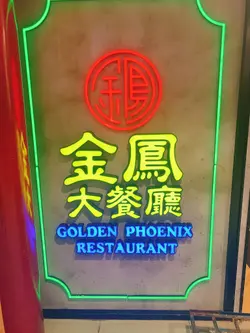 金鳳
大餐廳
GOLDEN PHOENIX
RESTAURANT